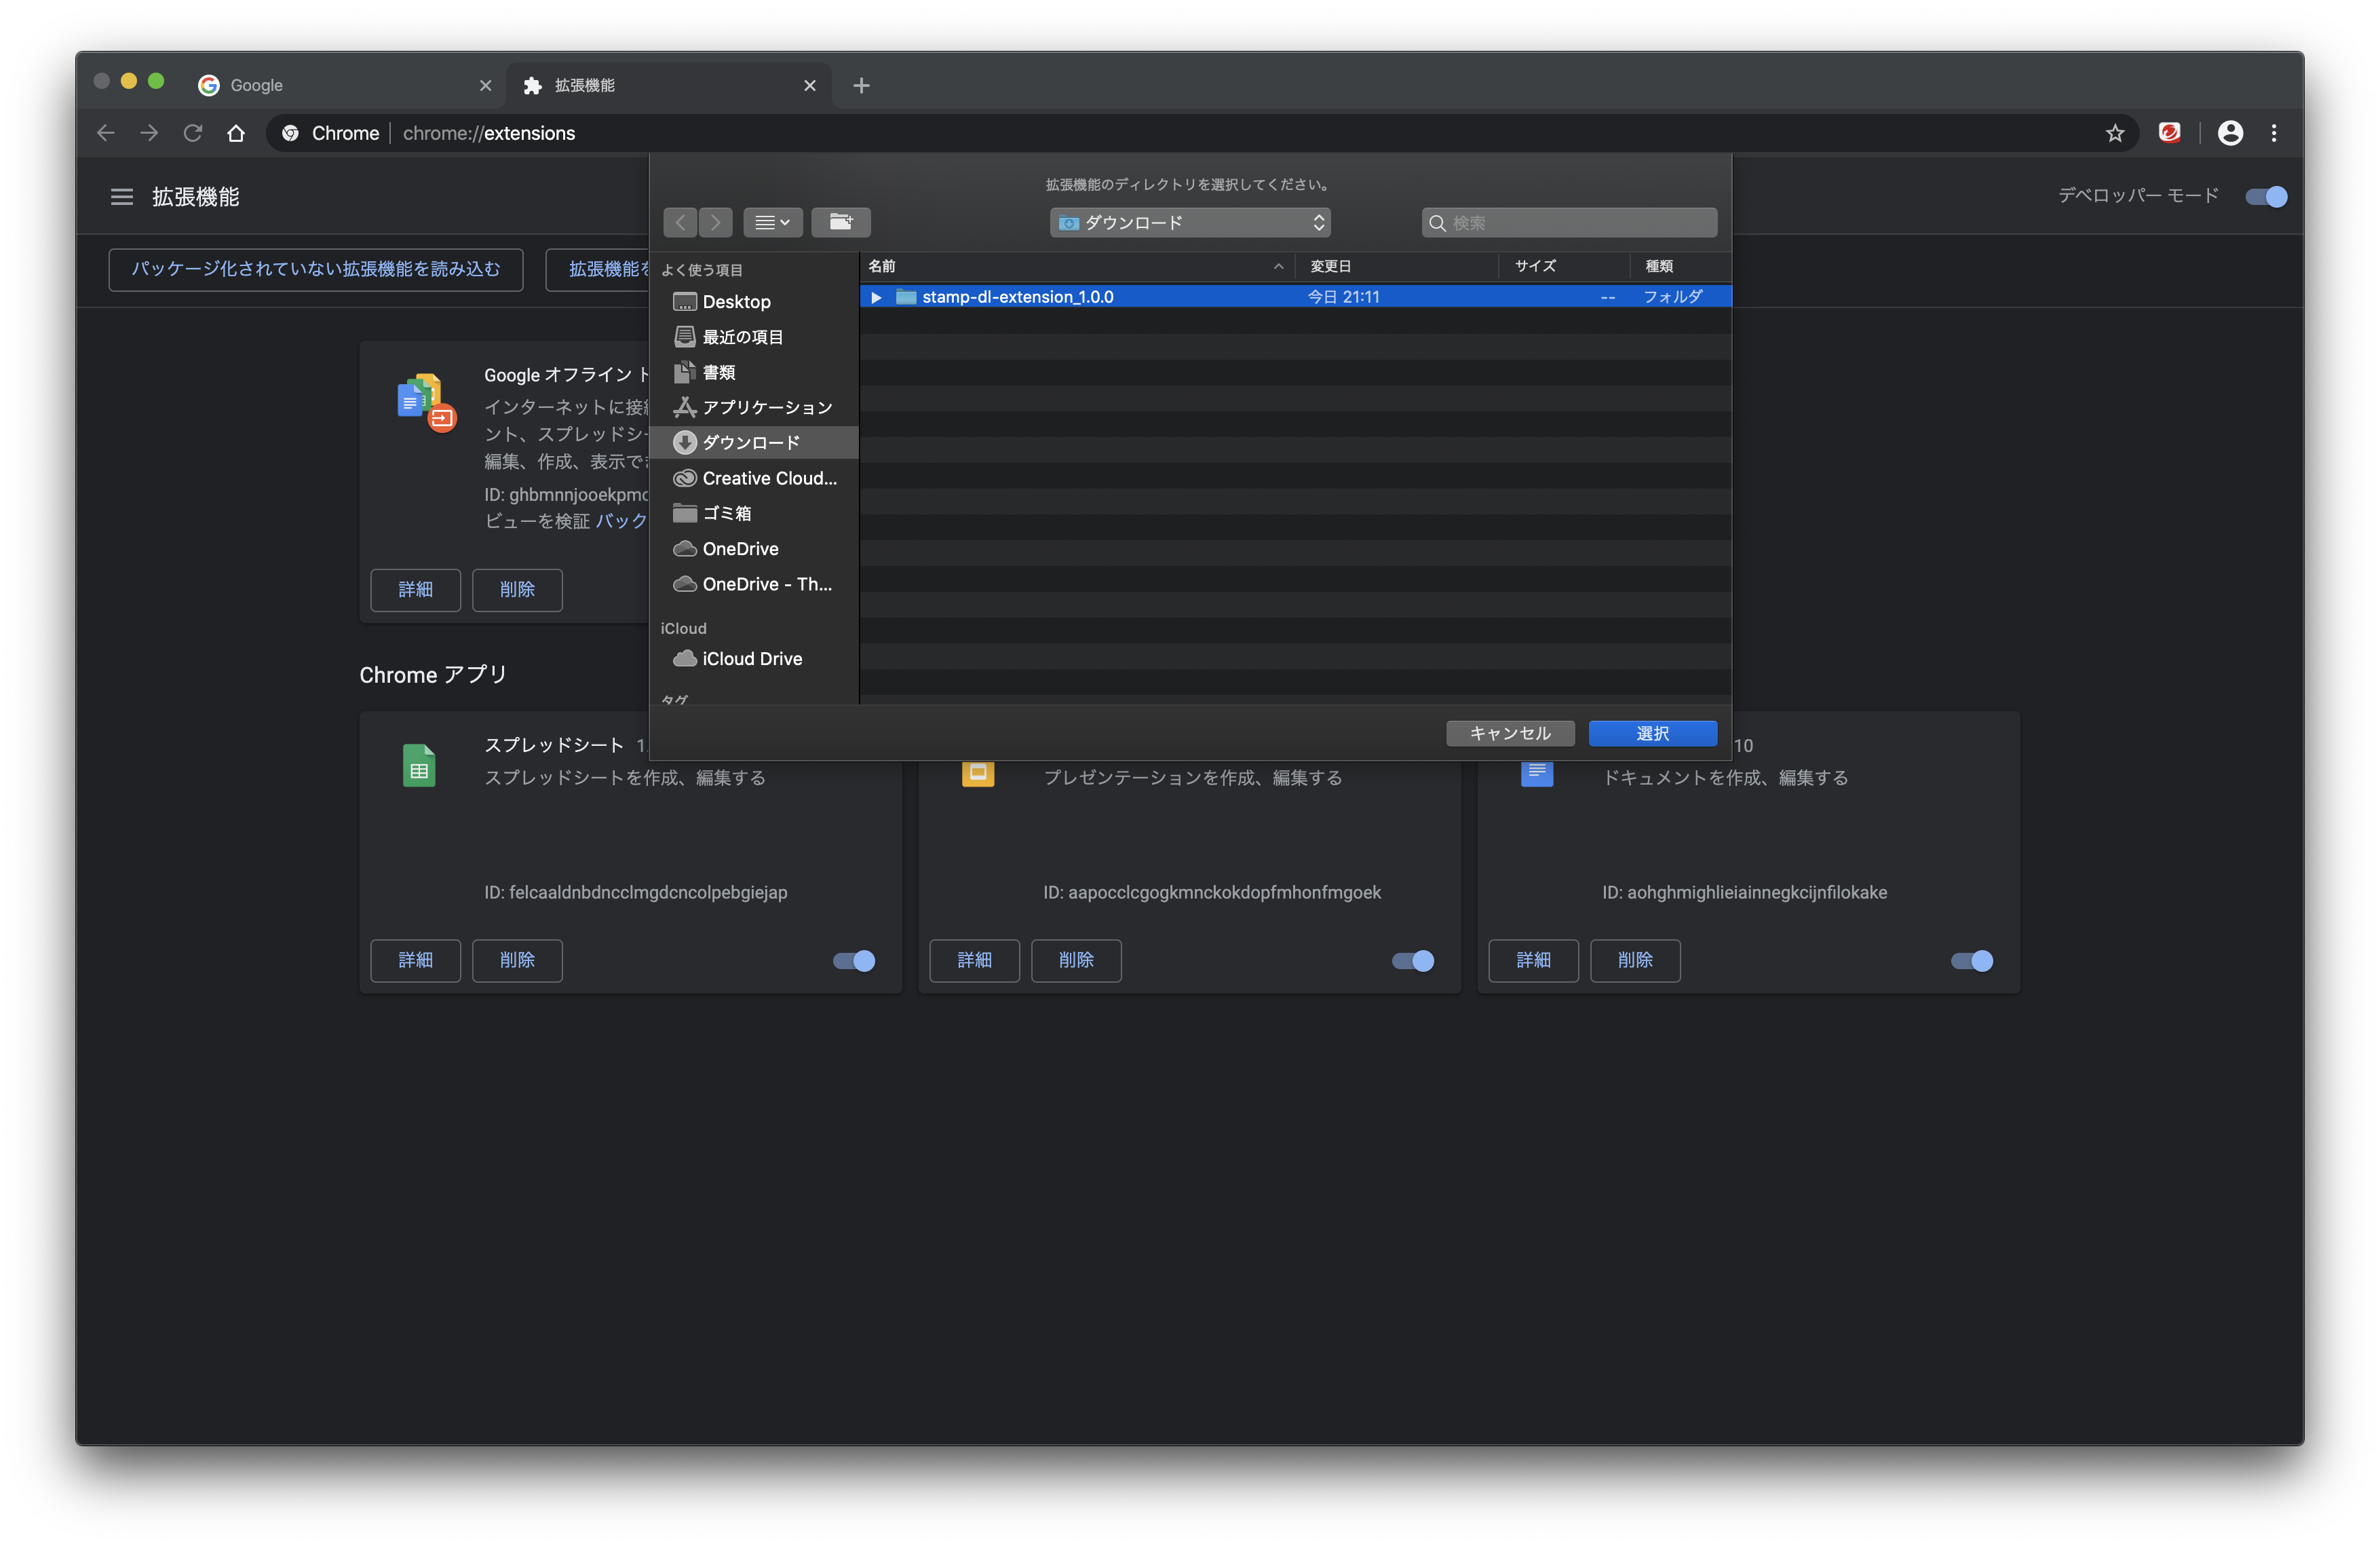 Google
拡張機能
Chrome
chrome://extensions
拡張機能
デベロッパー モード
パッケージ化されていない拡張機能を読み込む
拡張機能を
拡張機能のディレクトリを選択してください。
ダウンロード
検索
よく使う項目
Desktop
最近の項目
書類
アプリケーション
ダウンロード
Creative Cloud...
ゴミ箱
OneDrive
OneDrive - Th...
iCloud
iCloud Drive
タグ
名前
変更日
サイズ
種類
stamp-dl-extension_1.0.0
今日 21:11
--
フォルダ
キャンセル
選択
Google オフライン ド
インターネットに接続
ント、スプレッドシー
編集、作成、表示でき
ID: ghbmnnjooekpmc
ビューを検証 バック
詳細
削除
Chrome アプリ
スプレッドシート 1.
スプレッドシートを作成、編集する
ID: felcaaldnbdncclmgdcncolpebgiejap
詳細
削除
プレゼンテーションを作成、編集する
ID: aapocclcgogkmnckokdopfmhonfmgoek
詳細
削除
10
ドキュメントを作成、編集する
ID: aohghmighlieiainnegkcijnfilokake
詳細
削除